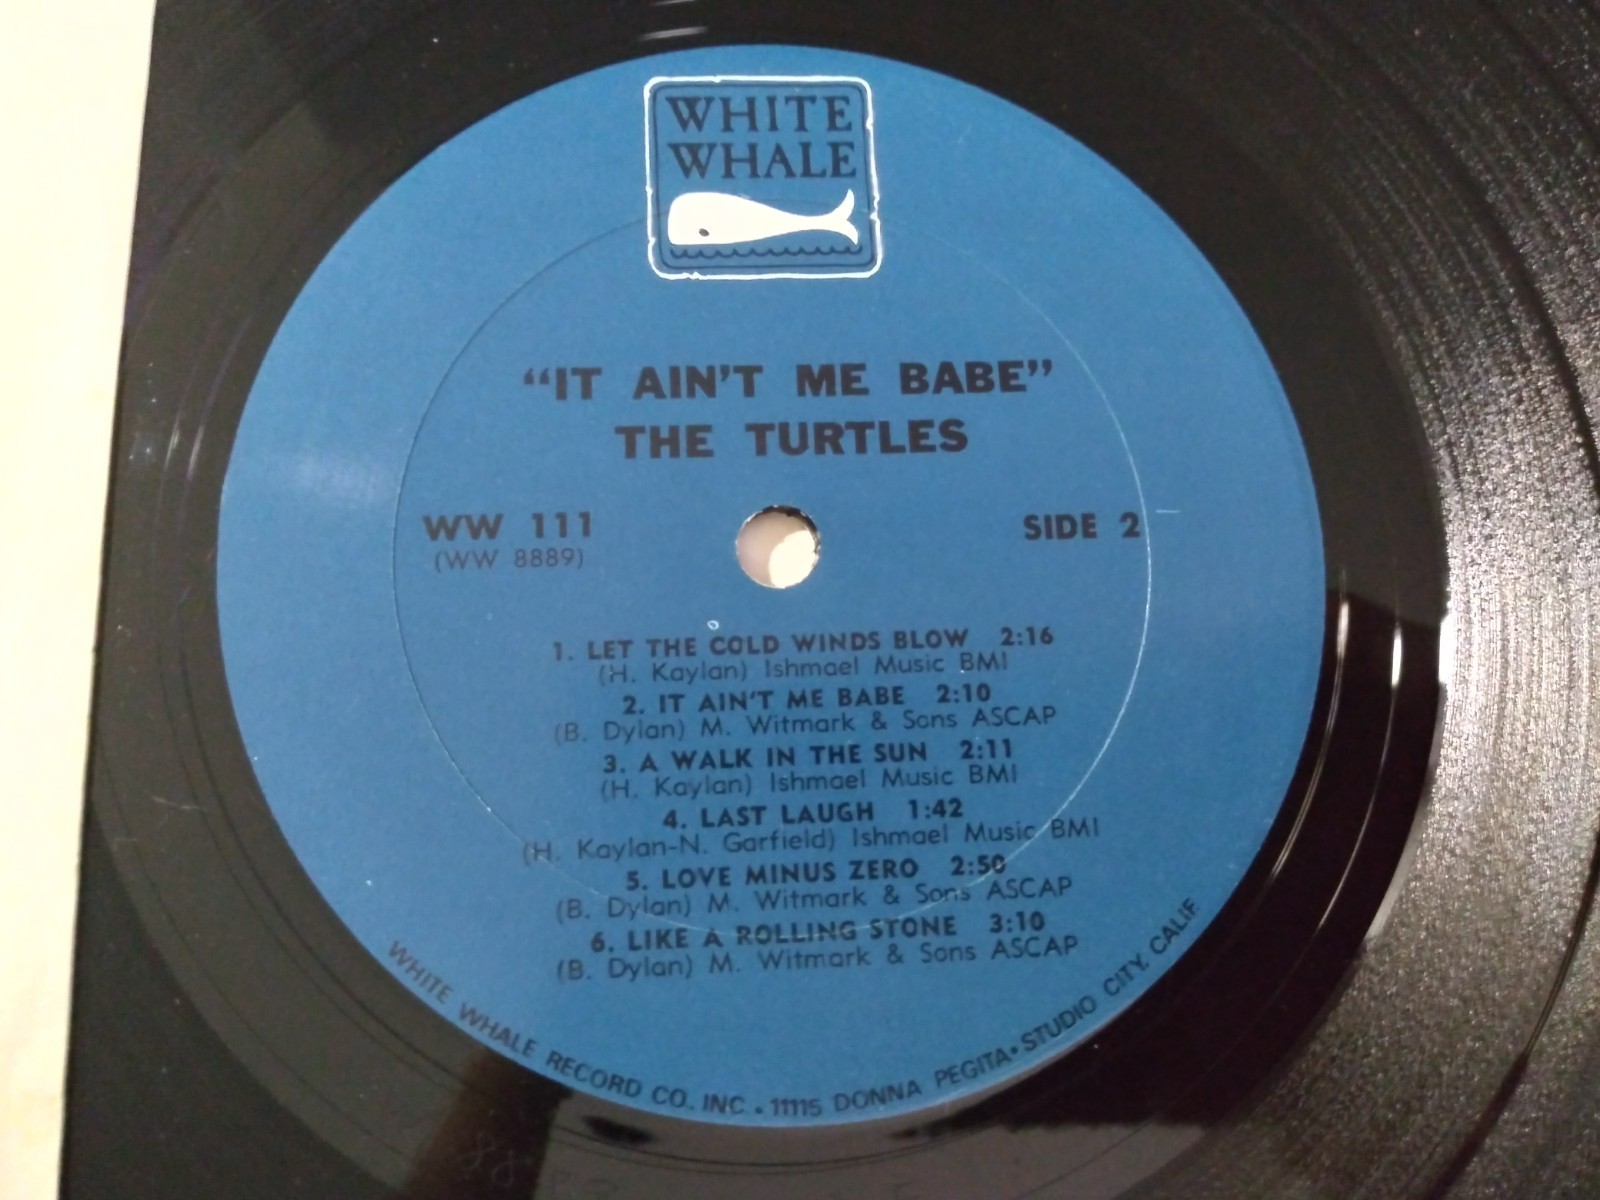 WHITE
WHALE
“IT AIN'T ME BABE”
THE TURTLES
WW 111
(WW 8889)
SIDE 2
1. LET THE COLD WINDS BLOW 2:16
(H. Kaylan) Ishmael Music BMI
2. IT AIN'T ME BABE 2:10
(B. Dylan) M. Witmark & Sons ASCAP
3. A WALK IN THE SUN 2:11
(H. Kaylan) Ishmael Music BMI
4. LAST LAUGH 1:42
(H. Kaylan-N. Garfield) Ishmael Music BMI
5. LOVE MINUS ZERO 2:50
(B. Dylan) M. Witmark & Sons ASCAP
6. LIKE A ROLLING STONE 3:10
(B. Dylan) M. Witmark & Sons ASCAP
WHITE WHALE RECORD CO. INC • 11115 DONNA PEGITA • STUDIO CITY, CALIF.